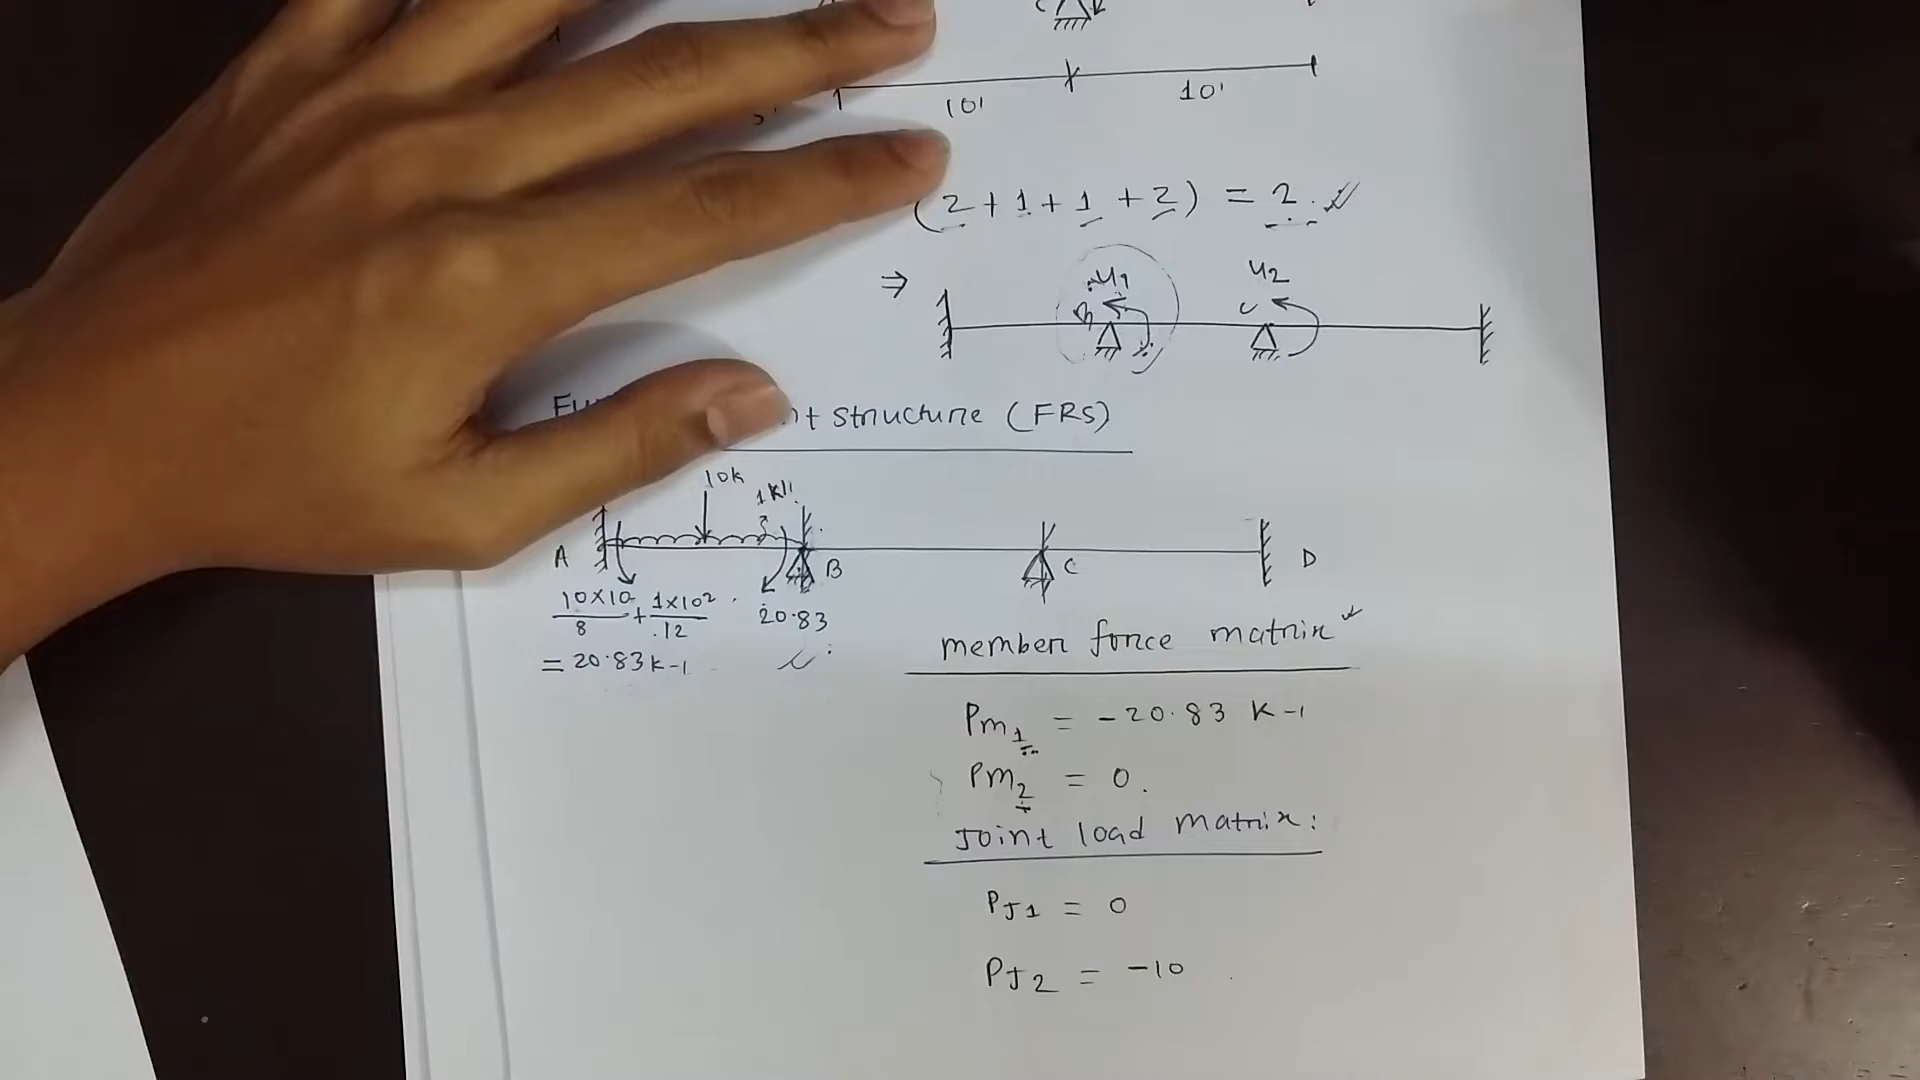 10' 10'
(2+1+1+2) = 2.
⇒
u1 u2
B C
structure (FRS)
10k
1k/'
A B C D
10×10/8 + 1×10²/12
20.83
= 20.83 k-'
member force matrix
Pm1 = -20.83 k-'
Pm2 = 0.
Joint load matrix:
PJ1 = 0
PJ2 = -10